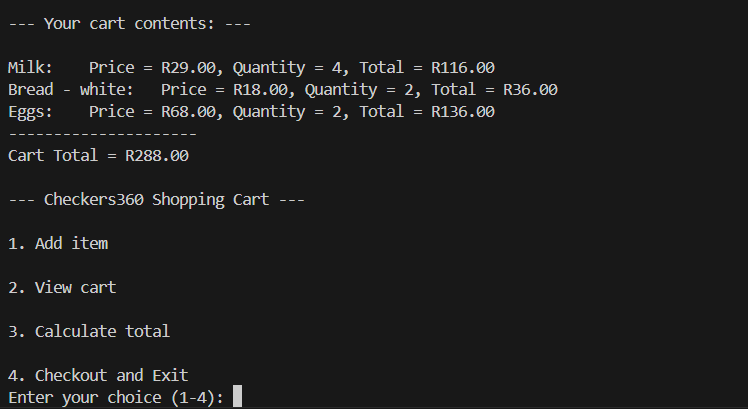 --- Your cart contents: ---
Milk:    Price = R29.00, Quantity = 4, Total = R116.00
Bread - white:   Price = R18.00, Quantity = 2, Total = R36.00
Eggs:    Price = R68.00, Quantity = 2, Total = R136.00
---------------------
Cart Total = R288.00
--- Checkers360 Shopping Cart ---
1. Add item
2. View cart
3. Calculate total
4. Checkout and Exit
Enter your choice (1-4):